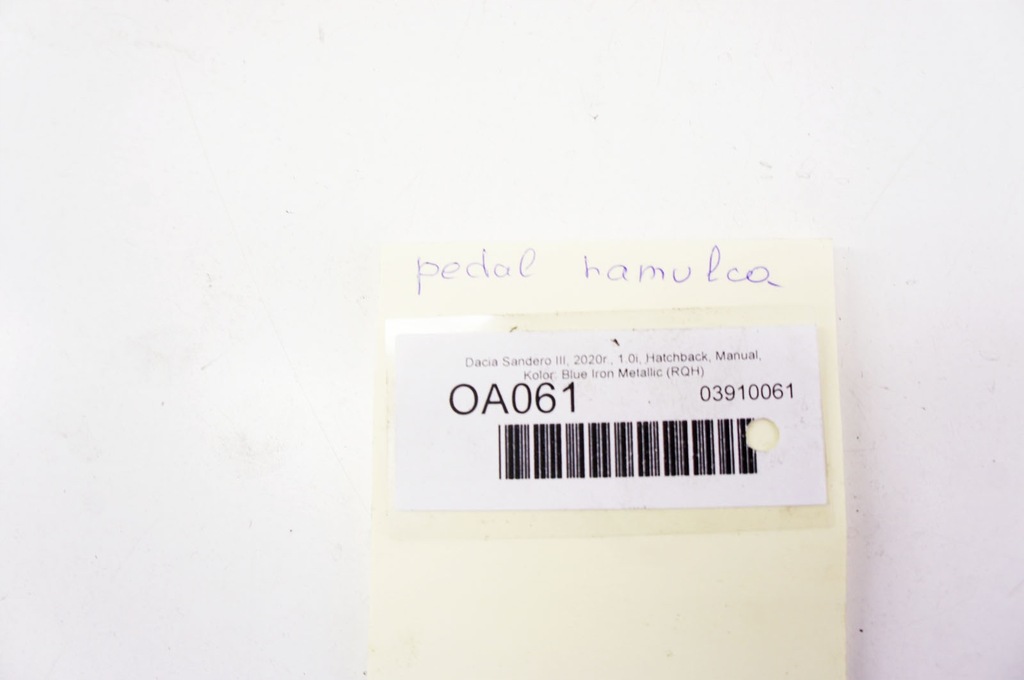 pedal hamulca
Dacia Sandero III, 2020r., 1.0i, Hatchback, Manual,
Kolor: Blue Iron Metallic (RQH)
OA061 03910061